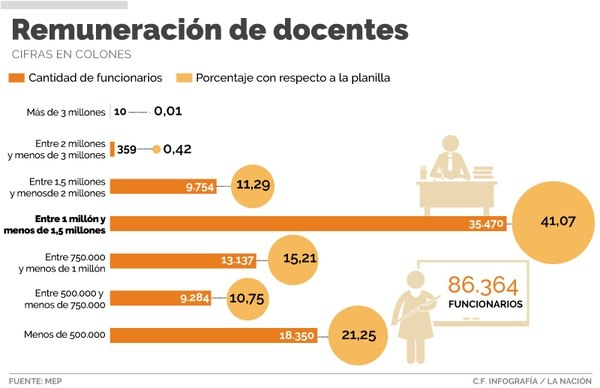 Remuneración de docentes
CIFRAS EN COLONES
Cantidad de funcionarios
Porcentaje con respecto a la planilla
Más de 3 millones
10
0,01
Entre 2 millones
y menos de 3 millones
359
0,42
Entre 1,5 millones
y menosde 2 millones
9.754
11,29
Entre 1 millón y
menos de 1,5 millones
35.470
41,07
Entre 750.000
y menos de 1 millón
13.137
15,21
Entre 500.000 y
menos de 750.000
9.284
10,75
Menos de 500.000
18.350
21,25
86.364
FUNCIONARIOS
FUENTE: MEP
C.F. INFOGRAFÍA / LA NACIÓN